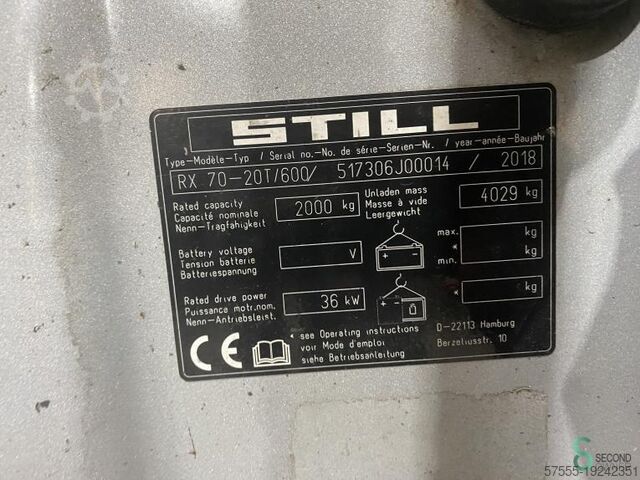 STILL
Type-Modèle-Typ / Serial no.-No. de série-Serien-Nr. / year-année-Baujahr
RX 70-20T/600/ 517306J00014 / 2018
Rated capacity
Capacité nominale
Nenn-Tragfähigkeit
2000 kg
Unladen mass
Masse à vide
Leergewicht
4029 kg
Battery voltage
Tension batterie
Batteriespannung
V
+ -
max. kg
* kg
min.
Rated drive power
Puissance motr.nom.
Nenn-Antriebsleist.
36 kW
+ -
* kg
CE
* see Operating instructions
voir Mode d'emploi
siehe Betriebsanleitung
D-22113 Hamburg
Berzeliusstr. 10
SECOND
57555-19242351